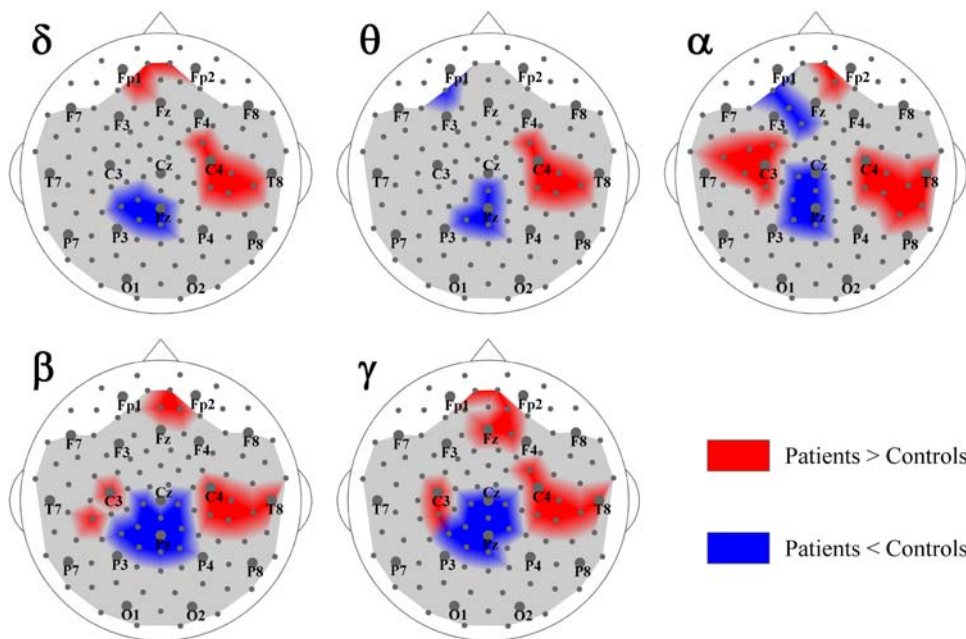 δ
Fp1 Fp2
F7 F3 Fz F4 F8
T7 C3 Cz C4 T8
P7 P3 Pz P4 P8
O1 O2
θ
Fp1 Fp2
F7 F3 Fz F4 F8
T7 C3 Cz C4 T8
P7 P3 Pz P4 P8
O1 O2
α
Fp1 Fp2
F7 F3 Fz F4 F8
T7 C3 Cz C4 T8
P7 P3 Pz P4 P8
O1 O2
β
Fp1 Fp2
F7 F3 Fz F4 F8
T7 C3 Cz C4 T8
P7 P3 Pz P4 P8
O1 O2
γ
Fp1 Fp2
F7 F3 Fz F4 F8
T7 C3 Cz C4 T8
P7 P3 Pz P4 P8
O1 O2
Patients > Controls
Patients < Controls